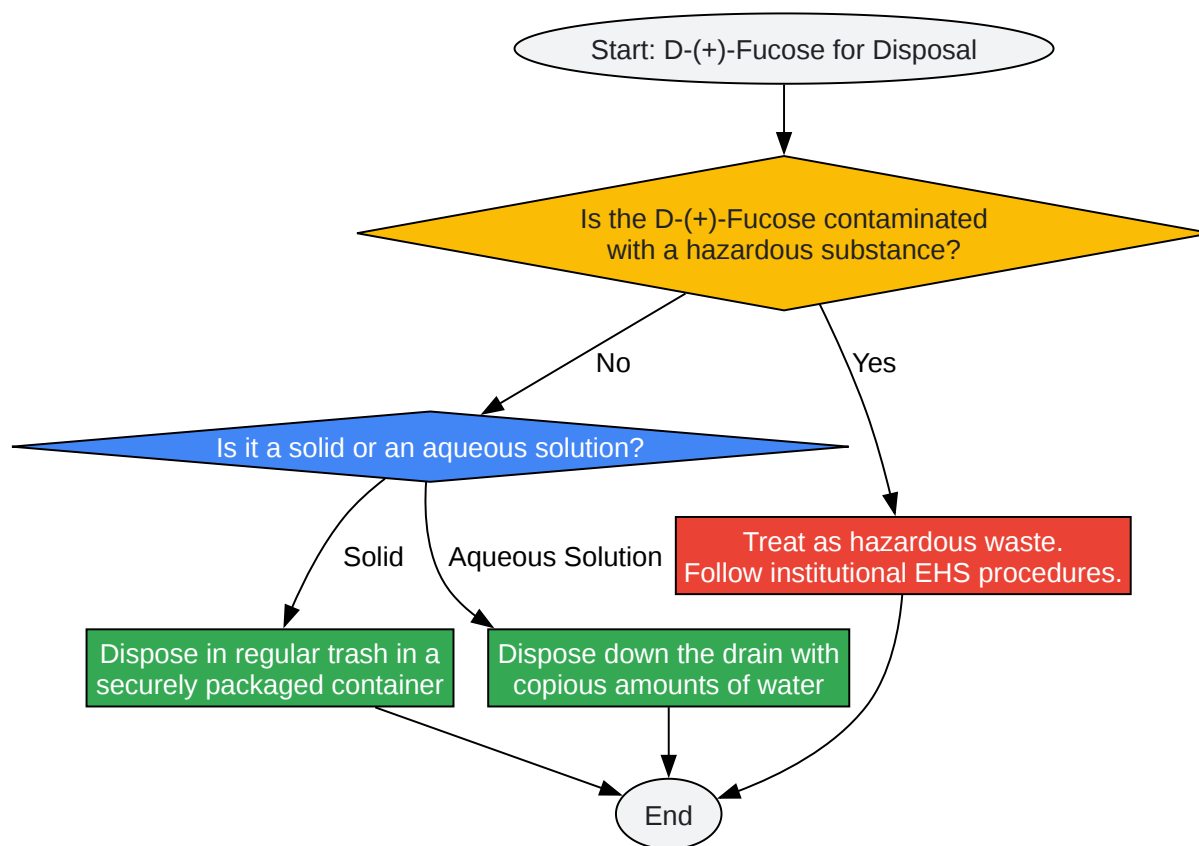 Start: D-(+)-Fucose for Disposal
Is the D-(+)-Fucose contaminated
with a hazardous substance?
No
Yes
Is it a solid or an aqueous solution?
Solid
Aqueous Solution
Treat as hazardous waste.
Follow institutional EHS procedures.
Dispose in regular trash in a
securely packaged container
Dispose down the drain with
copious amounts of water
End